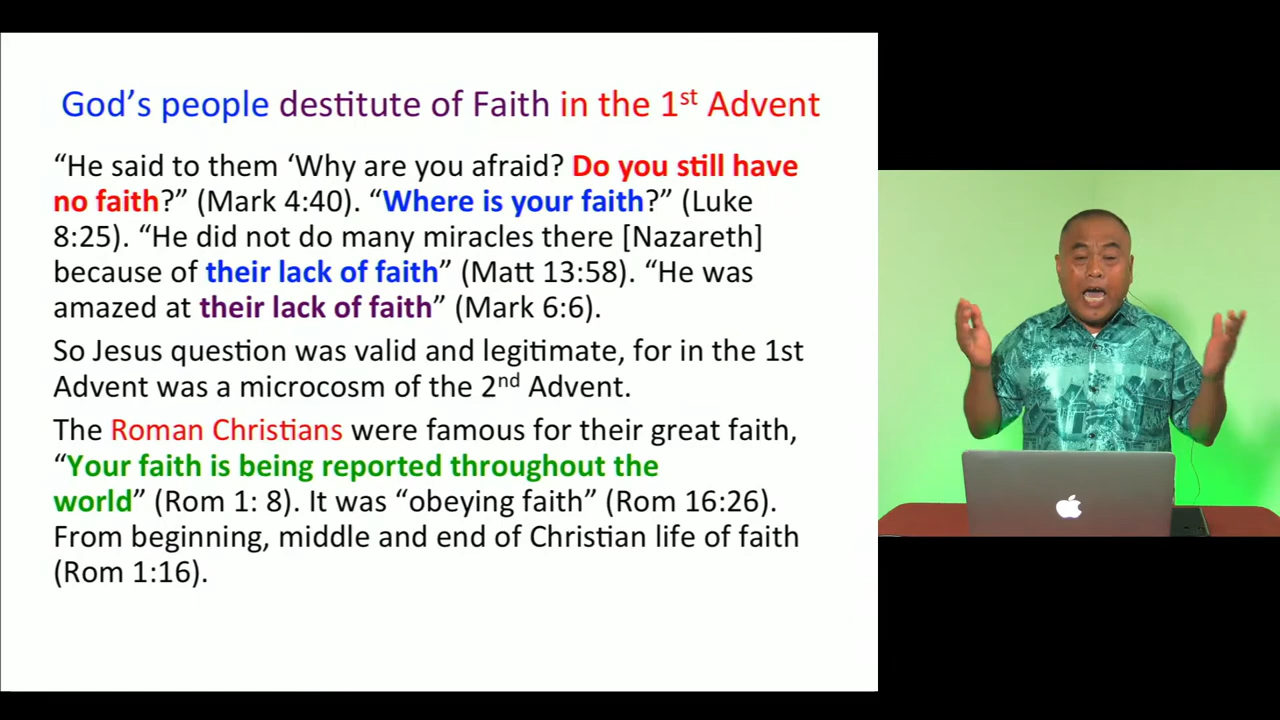 God’s people destitute of Faith in the 1st Advent
“He said to them ‘Why are you afraid? Do you still have
no faith?” (Mark 4:40). “Where is your faith?” (Luke
8:25). “He did not do many miracles there [Nazareth]
because of their lack of faith” (Matt 13:58). “He was
amazed at their lack of faith” (Mark 6:6).
So Jesus question was valid and legitimate, for in the 1st
Advent was a microcosm of the 2nd Advent.
The Roman Christians were famous for their great faith,
“Your faith is being reported throughout the
world” (Rom 1: 8). It was “obeying faith” (Rom 16:26).
From beginning, middle and end of Christian life of faith
(Rom 1:16).